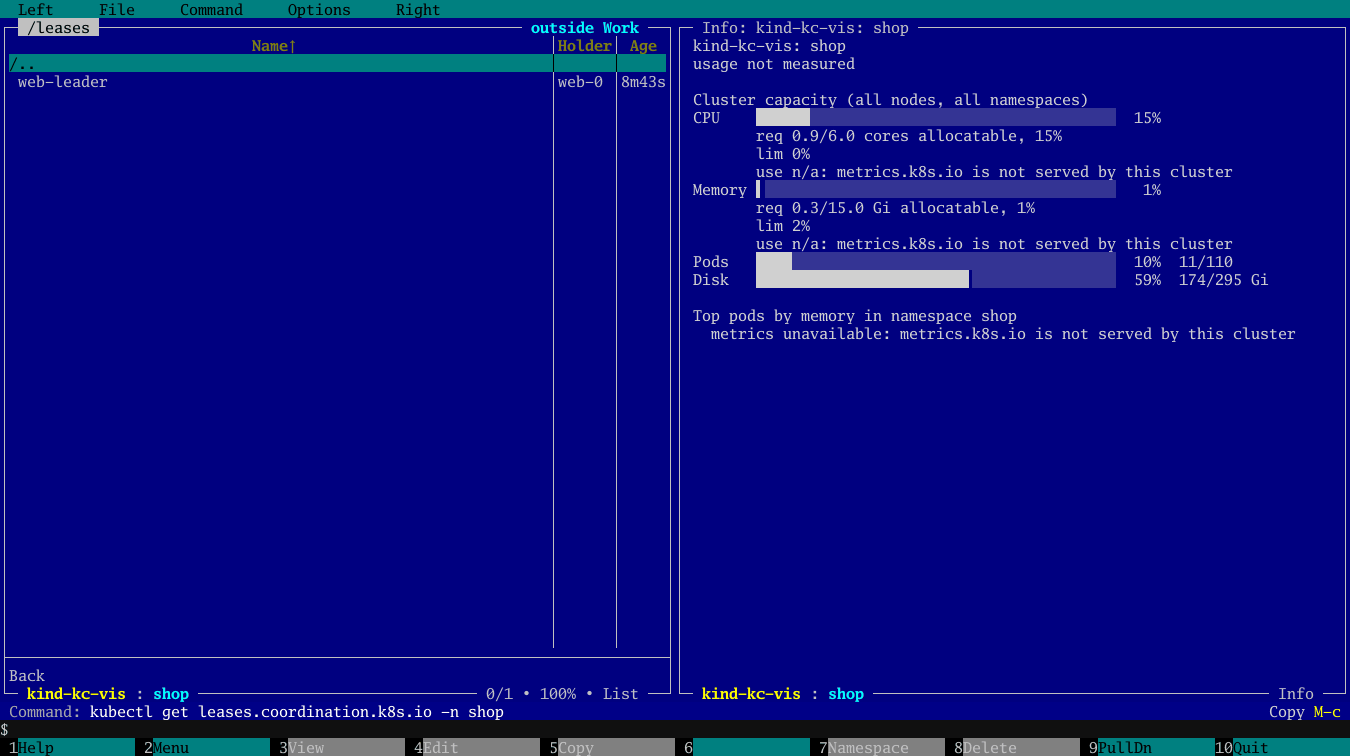 Left File Command Options Right
/leases outside Work
Name↑ Holder Age
/..
web-leader web-0 8m43s
Back
kind-kc-vis : shop 0/1 • 100% • List
Info: kind-kc-vis: shop
kind-kc-vis: shop
usage not measured
Cluster capacity (all nodes, all namespaces)
CPU 15%
req 0.9/6.0 cores allocatable, 15%
lim 0%
use n/a: metrics.k8s.io is not served by this cluster
Memory 1%
req 0.3/15.0 Gi allocatable, 1%
lim 2%
use n/a: metrics.k8s.io is not served by this cluster
Pods 10% 11/110
Disk 59% 174/295 Gi
Top pods by memory in namespace shop
metrics unavailable: metrics.k8s.io is not served by this cluster
kind-kc-vis : shop Info
Command: kubectl get leases.coordination.k8s.io -n shop Copy M-c
$
1Help 2Menu 3View 4Edit 5Copy 6 7Namespace 8Delete 9PullDn 10Quit